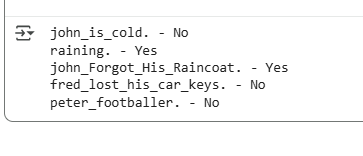 john_is_cold. - No
raining. - Yes
john_Forgot_His_Raincoat. - Yes
fred_lost_his_car_keys. - No
peter_footballer. - No